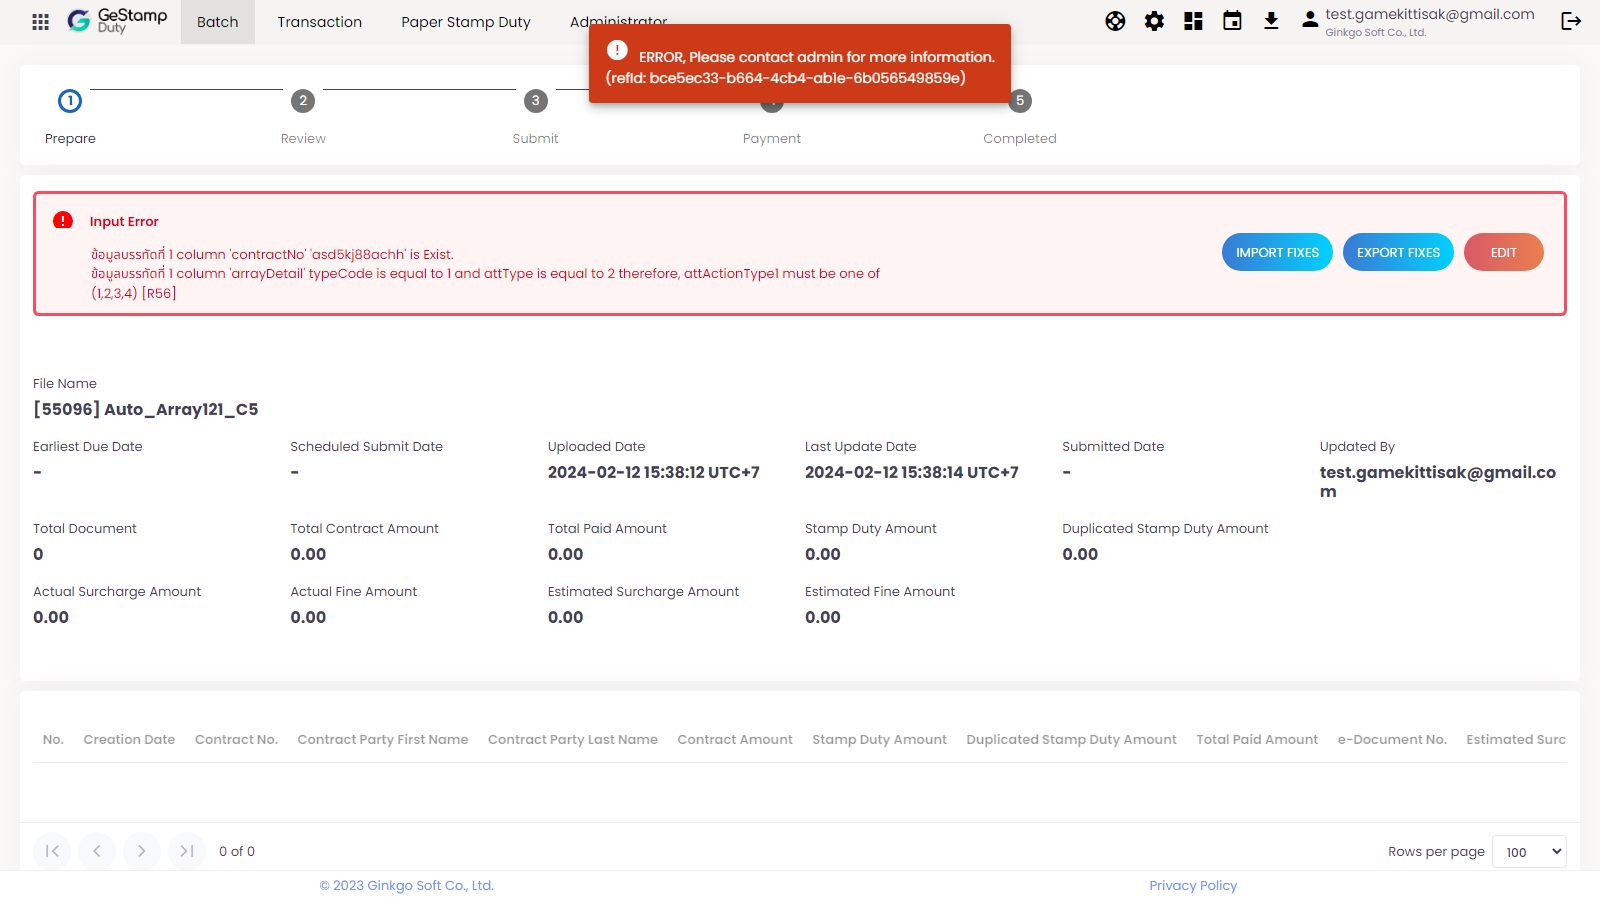 GeStamp
Duty
Batch
Transaction
Paper Stamp Duty
Administrator
test.gamekittisak@gmail.com
Ginkgo Soft Co., Ltd.
ERROR, Please contact admin for more information.
(refId: bce5ec33-b664-4cb4-ab1e-6b056549859e)
1
2
3
5
Prepare
Review
Submit
Payment
Completed
Input Error
ข้อมูลบรรทัดที่ 1 column 'contractNo' 'asd5kj88achh' is Exist.
ข้อมูลบรรทัดที่ 1 column 'arrayDetail' typeCode is equal to 1 and attType is equal to 2 therefore, attActionType1 must be one of
(1,2,3,4) [R56]
IMPORT FIXES
EXPORT FIXES
EDIT
File Name
[55096] Auto_Array121_C5
Earliest Due Date
Scheduled Submit Date
Uploaded Date
Last Update Date
Submitted Date
Updated By
-
-
2024-02-12 15:38:12 UTC+7
2024-02-12 15:38:14 UTC+7
-
test.gamekittisak@gmail.co
m
Total Document
Total Contract Amount
Total Paid Amount
Stamp Duty Amount
Duplicated Stamp Duty Amount
0
0.00
0.00
0.00
0.00
Actual Surcharge Amount
Actual Fine Amount
Estimated Surcharge Amount
Estimated Fine Amount
0.00
0.00
0.00
0.00
No.
Creation Date
Contract No.
Contract Party First Name
Contract Party Last Name
Contract Amount
Stamp Duty Amount
Duplicated Stamp Duty Amount
Total Paid Amount
e-Document No.
Estimated Surc
0 of 0
Rows per page
100
© 2023 Ginkgo Soft Co., Ltd.
Privacy Policy